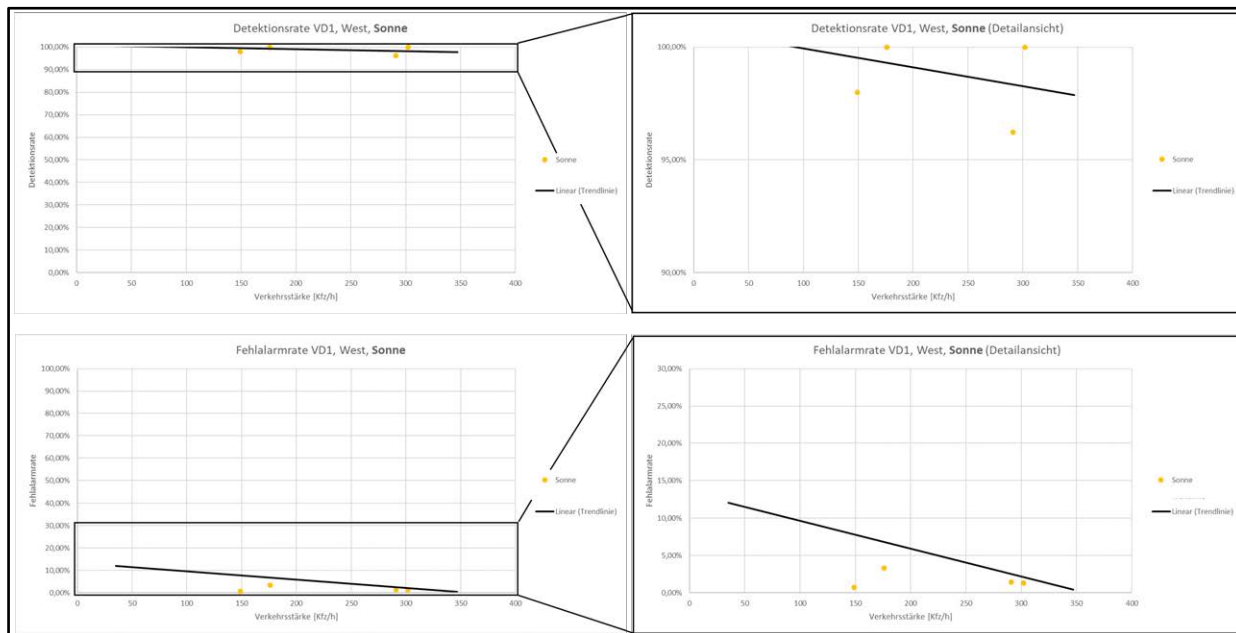 Detektionsrate VD1, West, Sonne
100,00%
90,00%
80,00%
70,00%
60,00%
50,00%
40,00%
30,00%
20,00%
10,00%
0,00%
Detektionsrate
0 50 100 150 200 250 300 350 400
Verkehrsstärke [Kfz/h]
Sonne
Linear (Trendlinie)
Detektionsrate VD1, West, Sonne (Detailansicht)
100,00%
95,00%
90,00%
Detektionsrate
0 50 100 150 200 250 300 350 400
Verkehrsstärke [Kfz/h]
Sonne
Linear (Trendlinie)
Fehlalarmrate VD1, West, Sonne
100,00%
90,00%
80,00%
70,00%
60,00%
50,00%
40,00%
30,00%
20,00%
10,00%
0,00%
Fehlalarmrate
0 50 100 150 200 250 300 350 400
Verkehrsstärke [Kfz/h]
Sonne
Linear (Trendlinie)
Fehlalarmrate VD1, West, Sonne (Detailansicht)
30,00%
25,00%
20,00%
15,00%
10,00%
5,00%
0,00%
Fehlalarmrate
0 50 100 150 200 250 300 350 400
Verkehrsstärke [Kfz/h]
Sonne
Linear (Trendlinie)